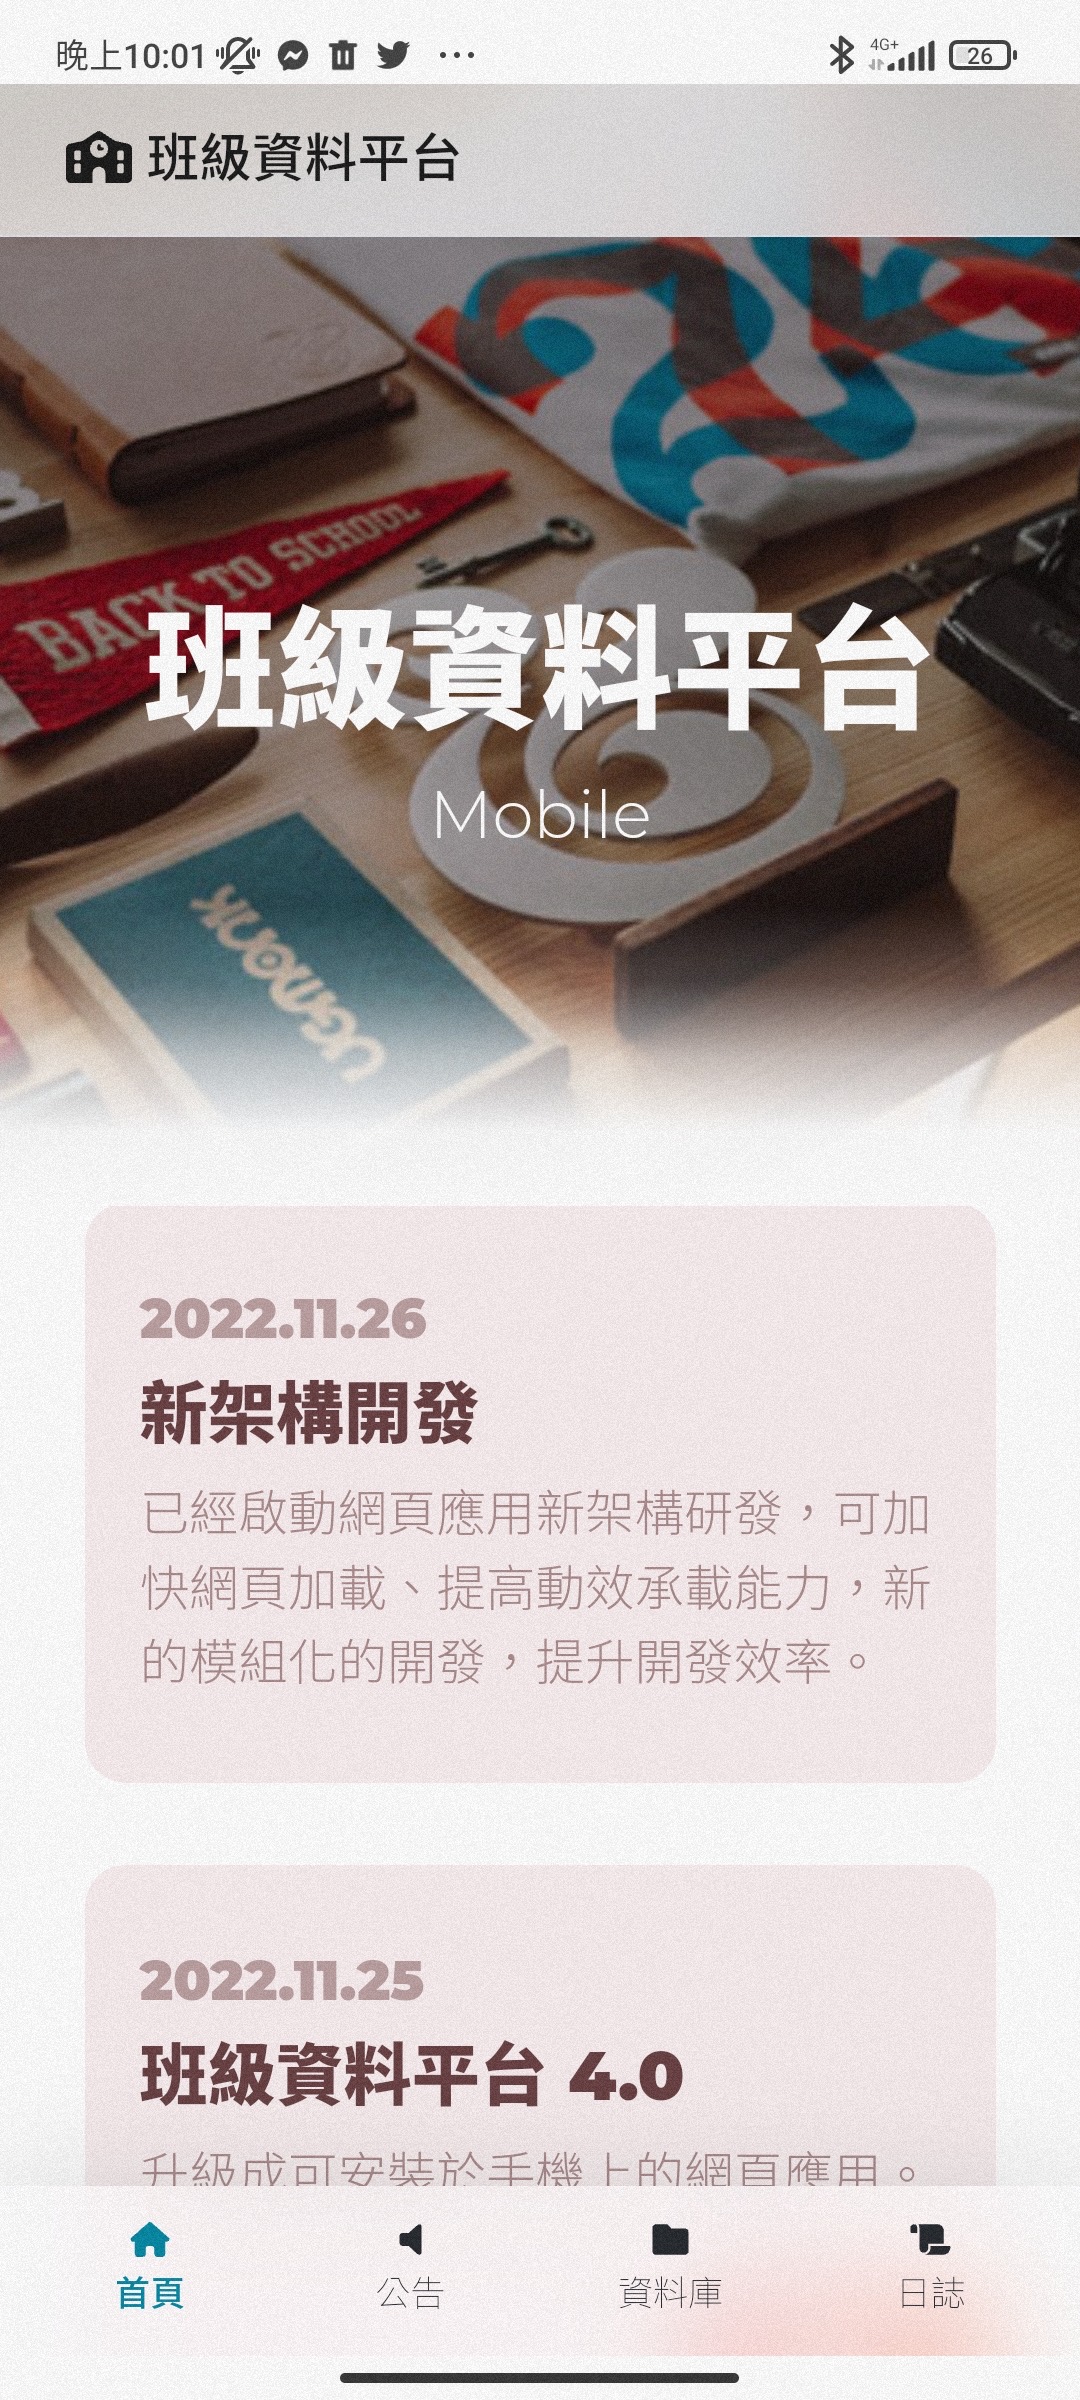 晚上10:01
4G+
26
班級資料平台
BACK TO SCHOOL
班級資料平台
Mobile
ugmonk
2022.11.26
新架構開發
已經啟動網頁應用新架構研發，可加
快網頁加載、提高動效承載能力，新
的模組化的開發，提升開發效率。
2022.11.25
班級資料平台 4.0
升級成可安裝於手機上的網頁應用。
首頁
公告
資料庫
日誌